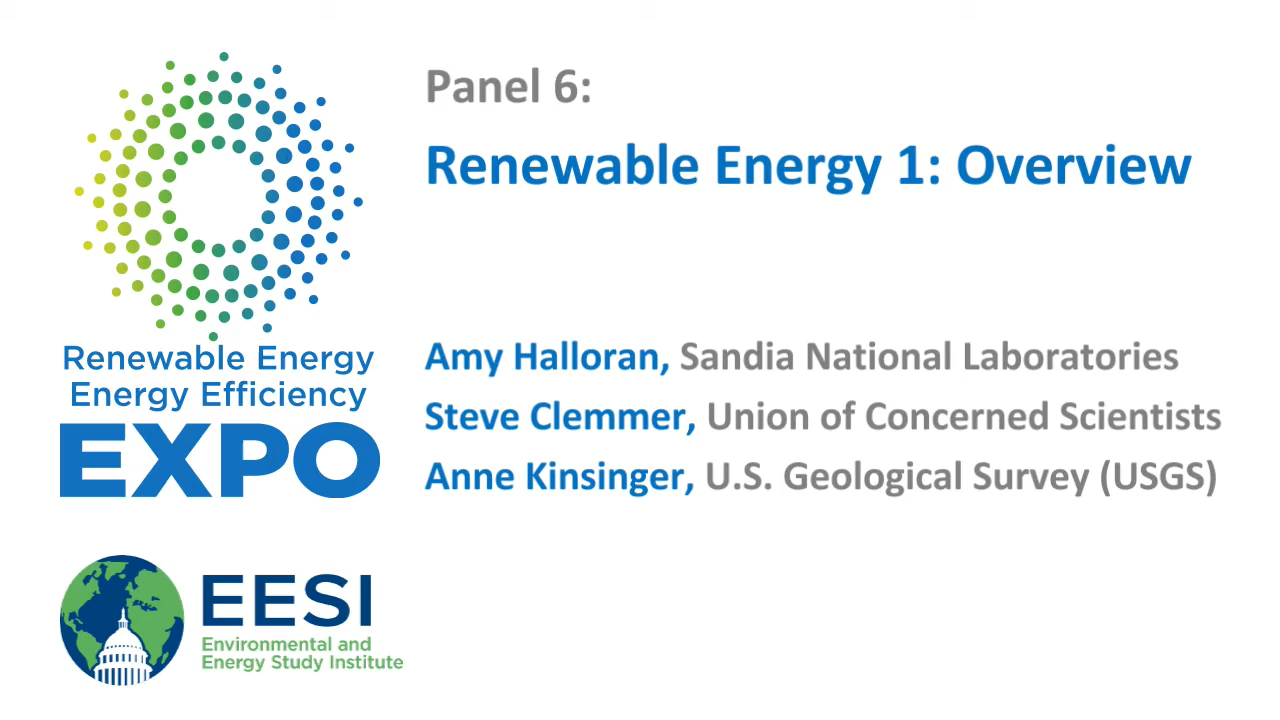 Panel 6:
Renewable Energy 1: Overview
Amy Halloran, Sandia National Laboratories
Steve Clemmer, Union of Concerned Scientists
Anne Kinsinger, U.S. Geological Survey (USGS)
Renewable Energy
Energy Efficiency
EXPO
EESI
Environmental and
Energy Study Institute